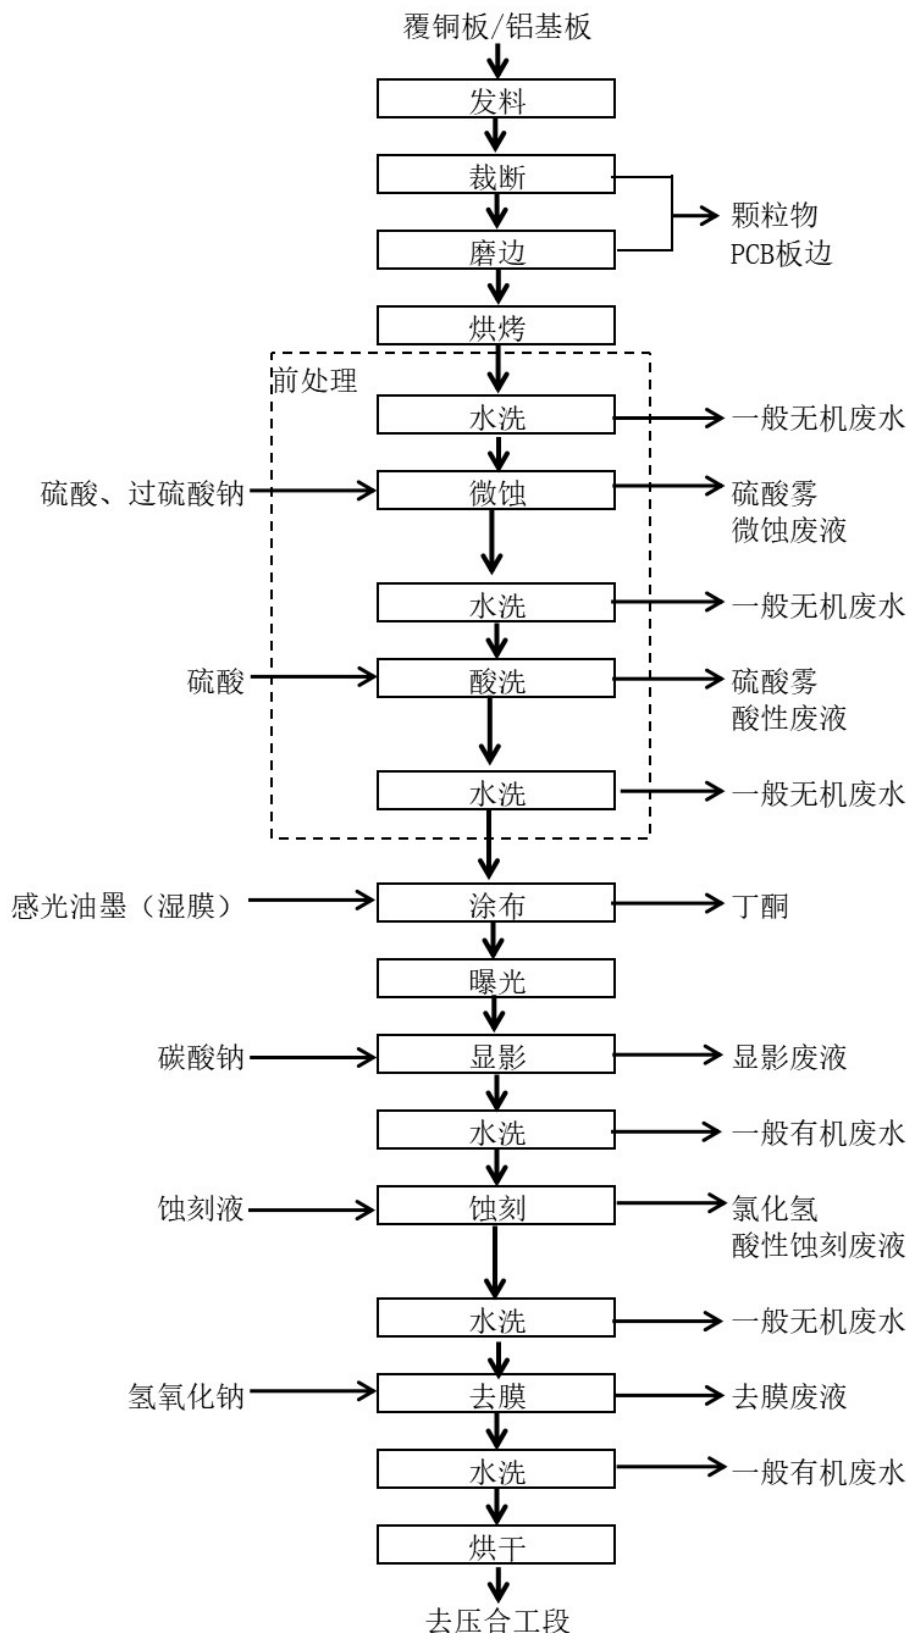 覆铜板/铝基板
发料
裁断
颗粒物
PCB板边
磨边
烘烤
前处理
水洗
一般无机废水
硫酸、过硫酸钠
微蚀
硫酸雾
微蚀废液
水洗
一般无机废水
硫酸
酸洗
硫酸雾
酸性废液
水洗
一般无机废水
感光油墨（湿膜）
涂布
丁酮
曝光
碳酸钠
显影
显影废液
水洗
一般有机废水
蚀刻液
蚀刻
氯化氢
酸性蚀刻废液
水洗
一般无机废水
氢氧化钠
去膜
去膜废液
水洗
一般有机废水
烘干
去压合工段